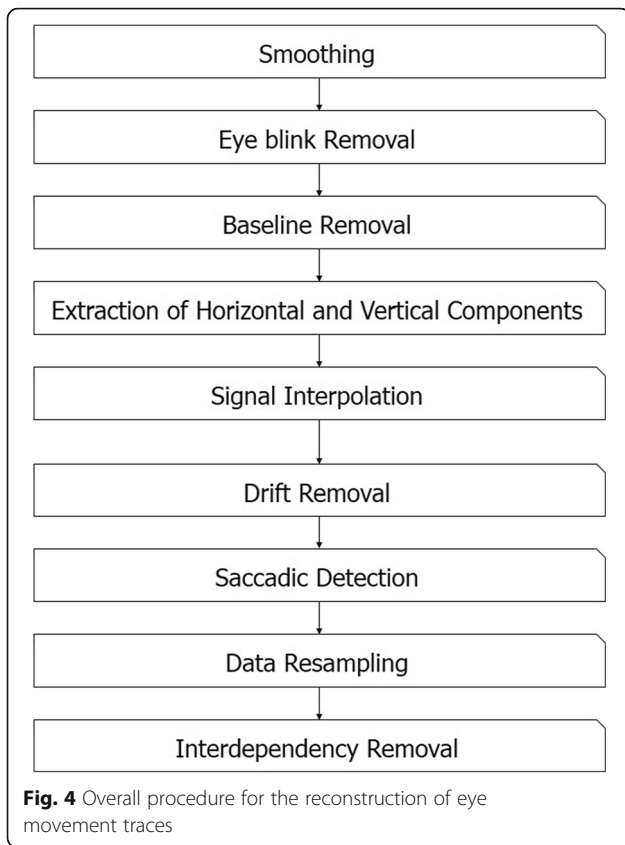 Smoothing
Eye blink Removal
Baseline Removal
Extraction of Horizontal and Vertical Components
Signal Interpolation
Drift Removal
Saccadic Detection
Data Resampling
Interdependency Removal
Fig. 4 Overall procedure for the reconstruction of eye
movement traces